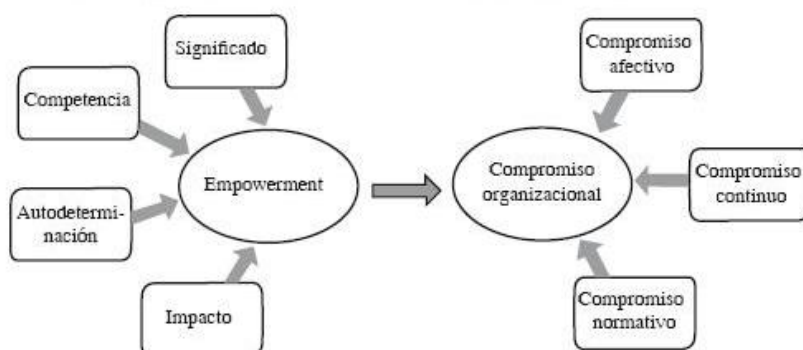 Significado
Competencia
Autodetermi-
nación
Impacto
Empowerment
Compromiso
organizacional
Compromiso
afectivo
Compromiso
continuo
Compromiso
normativo